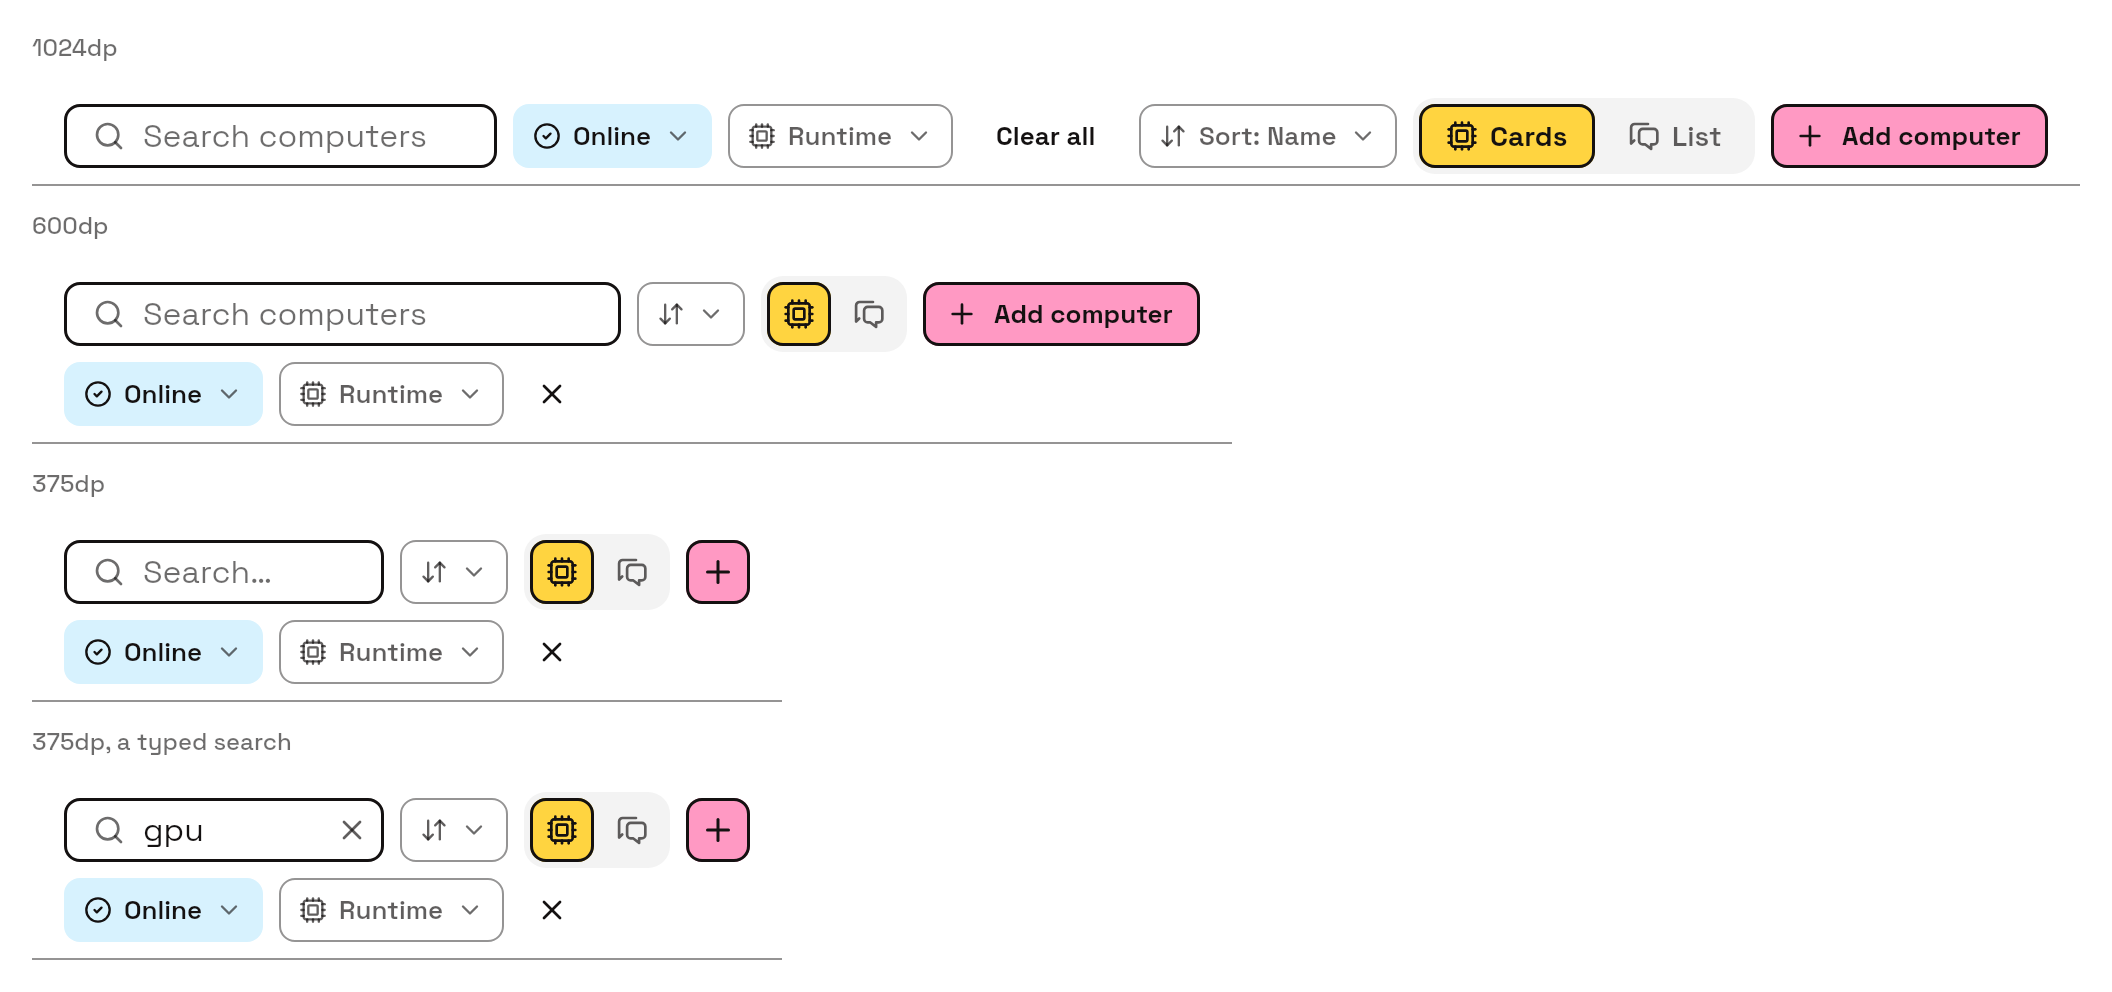 1024dp
Search computers Online Runtime Clear all Sort: Name Cards List Add computer
600dp
Search computers Add computer
Online Runtime
375dp
Search...
Online Runtime
375dp, a typed search
gpu
Online Runtime